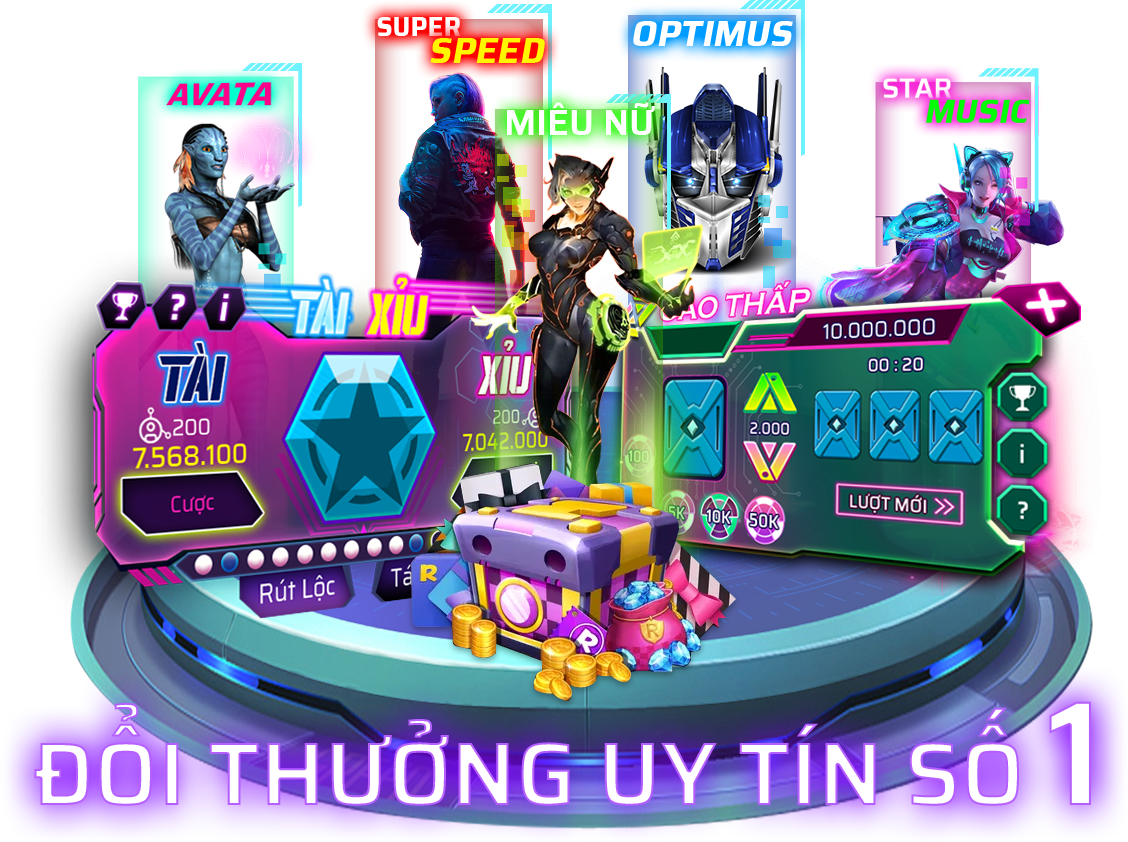 AVATA
SUPER
SPEED
MIÊU NỮ
OPTIMUS
STAR
MUSIC
? i
TÀI XỈU
TÀI
200
7.568.100
Cược
XỈU
200
7.042.000
Rút Lộc
CAO THẤP
10.000.000
00:20
2.000
100
5K
10K
50K
LƯỢT MỚI >>
i
?
R
R
R
ĐỔI THƯỞNG UY TÍN SỐ 1